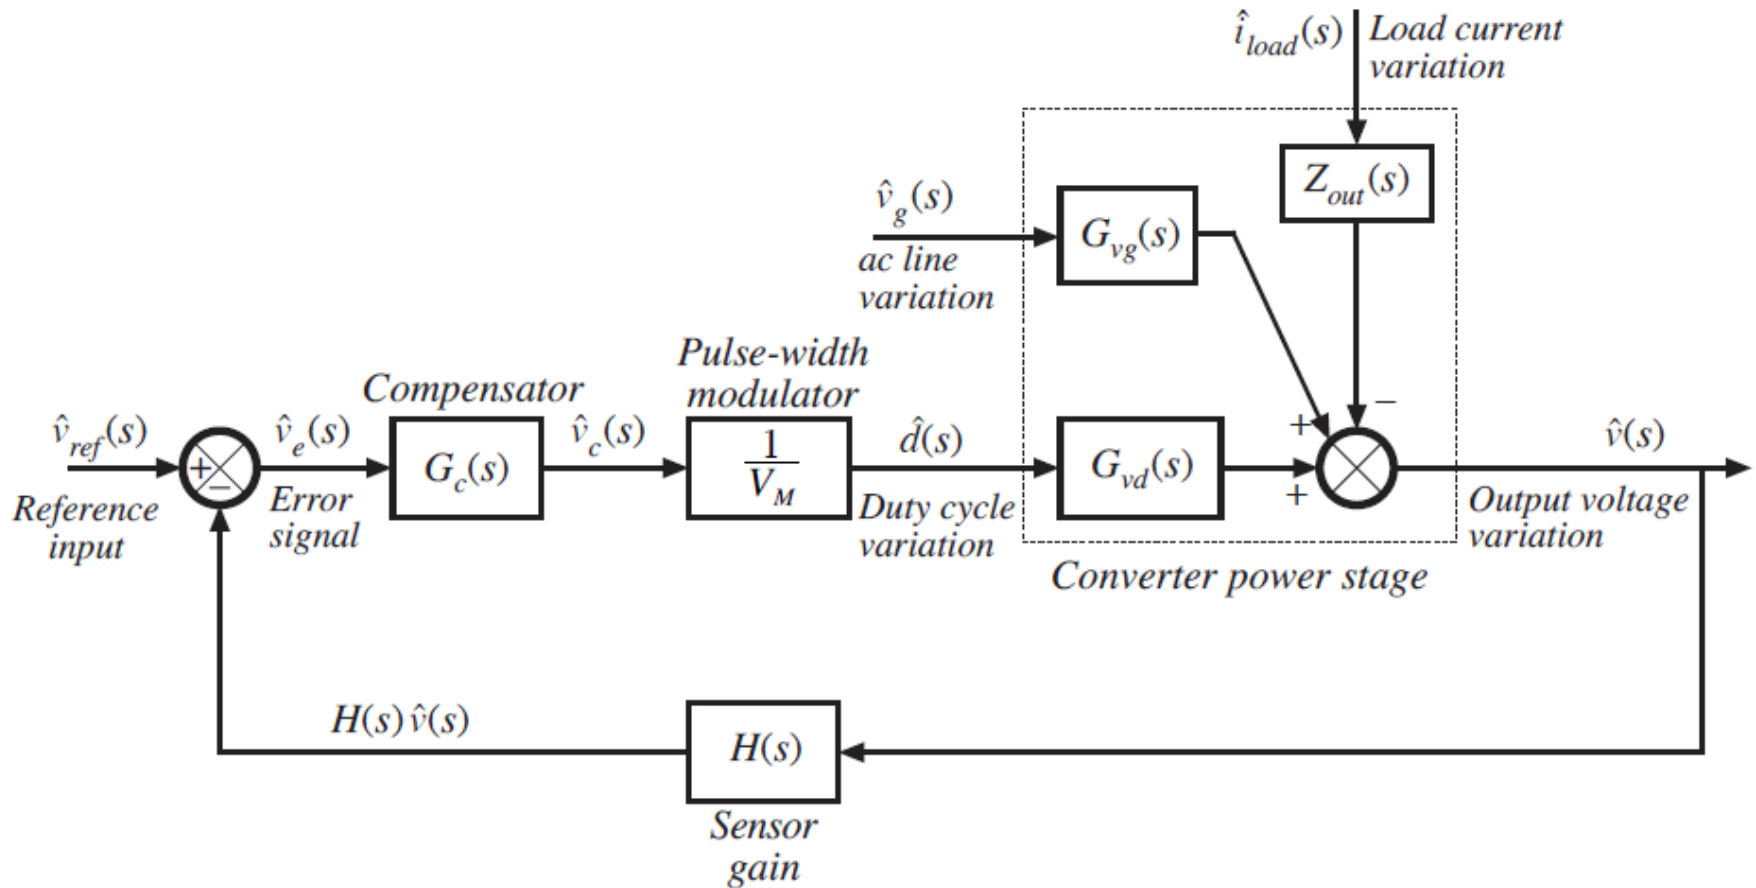 î_load(s)
Load current
variation
Z_out(s)
v̂_g(s)
ac line
variation
G_vg(s)
−
+
+
Pulse-width
modulator
Compensator
v̂_ref(s)
Reference
input
+
−
v̂_e(s)
Error
signal
G_c(s)
v̂_c(s)
1
V_M
d̂(s)
Duty cycle
variation
G_vd(s)
v̂(s)
Output voltage
variation
Converter power stage
H(s) v̂(s)
H(s)
Sensor
gain